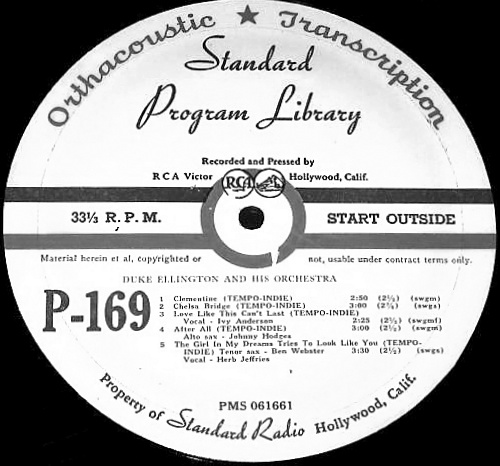 Orthacoustic ★ Transcription
Standard
Program Library
Recorded and Pressed by
RCA Victor Hollywood, Calif.
RCA
33⅓ R. P. M. START OUTSIDE
Material herein et al, copyrighted or not, usable under contract terms only.
DUKE ELLINGTON AND HIS ORCHESTRA
P-169
1 Clementine (TEMPO-INDIE) 2:50 (2½) (swgm)
2 Chelsa Bridge (TEMPO-INDIE) 3:00 (2½) (swgs)
3 Love Like This Can't Last (TEMPO-INDIE)
Vocal - Ivy Anderson 2:25 (2½) (swgmf)
4 After All (TEMPO-INDIE) 3:00 (2½) (swgm)
Alto sax - Johnny Hodges
5 The Girl In My Dreams Tries To Look Like You (TEMPO-
INDIE) Tenor sax - Ben Webster 3:30 (2½) (swgs)
Vocal - Herb Jeffries
PMS 061661
Property of Standard Radio Hollywood, Calif.